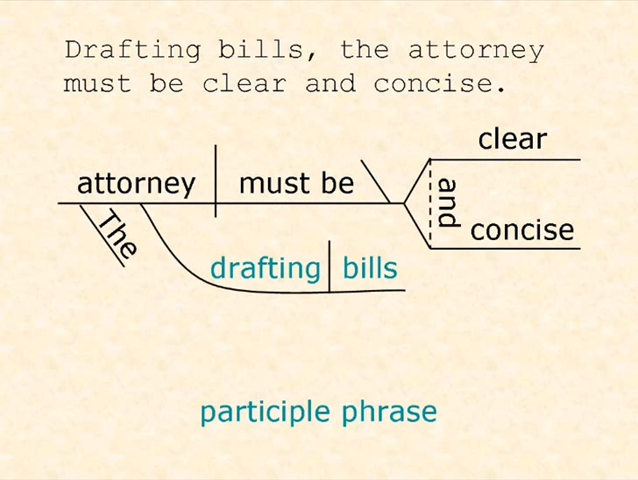 Drafting bills, the attorney
must be clear and concise.
clear
attorney must be
and
The
concise
drafting bills
participle phrase